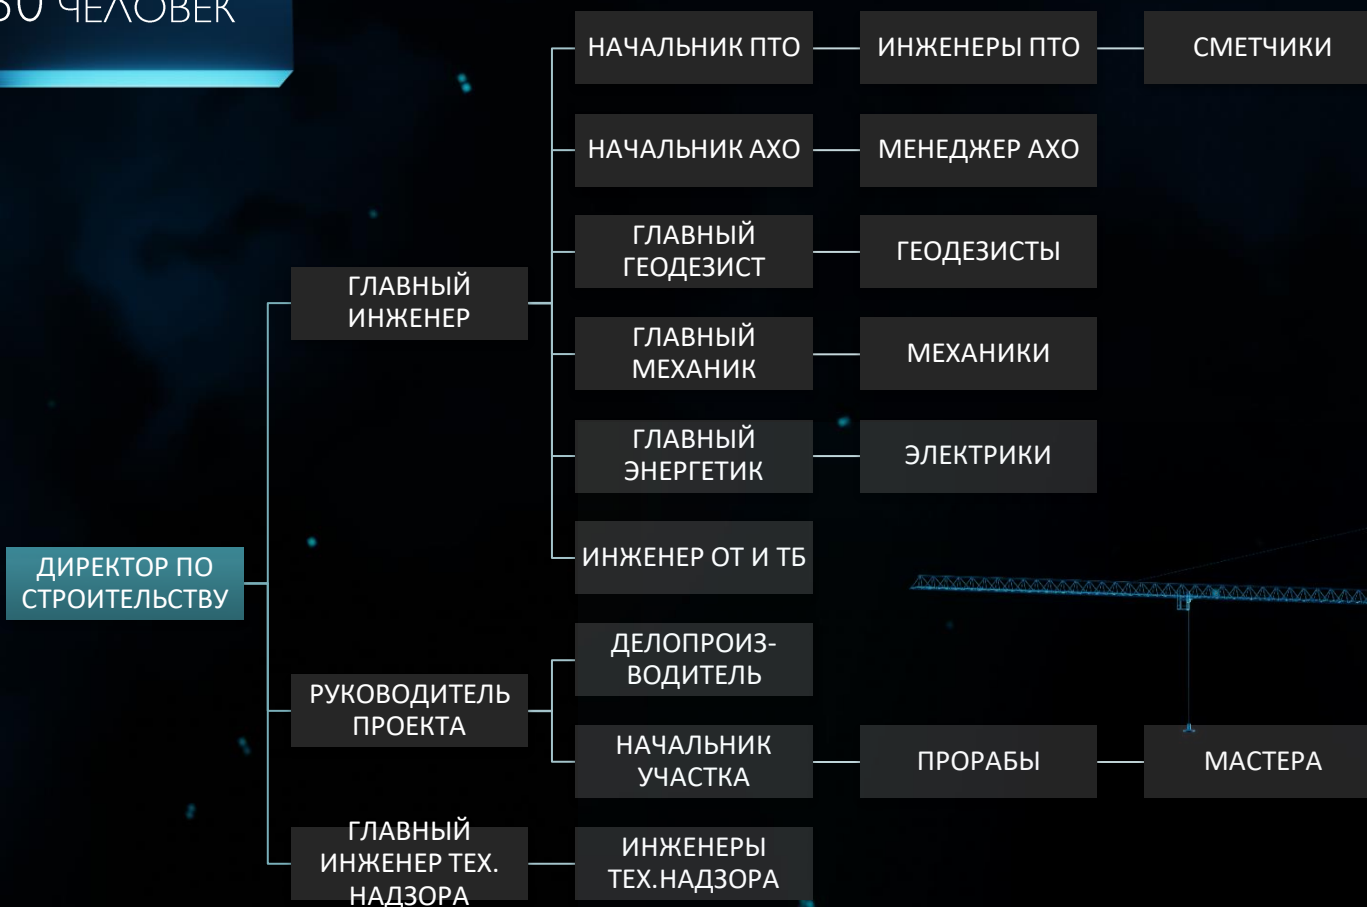 30 ЧЕЛОВЕК
НАЧАЛЬНИК ПТО
ИНЖЕНЕРЫ ПТО
СМЕТЧИКИ
НАЧАЛЬНИК АХО
МЕНЕДЖЕР АХО
ГЛАВНЫЙ
ГЕОДЕЗИСТ
ГЕОДЕЗИСТЫ
ГЛАВНЫЙ
ИНЖЕНЕР
ГЛАВНЫЙ
МЕХАНИК
МЕХАНИКИ
ГЛАВНЫЙ
ЭНЕРГЕТИК
ЭЛЕКТРИКИ
ИНЖЕНЕР ОТ И ТБ
ДИРЕКТОР ПО
СТРОИТЕЛЬСТВУ
ДЕЛОПРОИЗ-
ВОДИТЕЛЬ
РУКОВОДИТЕЛЬ
ПРОЕКТА
НАЧАЛЬНИК
УЧАСТКА
ПРОРАБЫ
МАСТЕРА
ГЛАВНЫЙ
ИНЖЕНЕР ТЕХ.
НАДЗОРА
ИНЖЕНЕРЫ
ТЕХ.НАДЗОРА